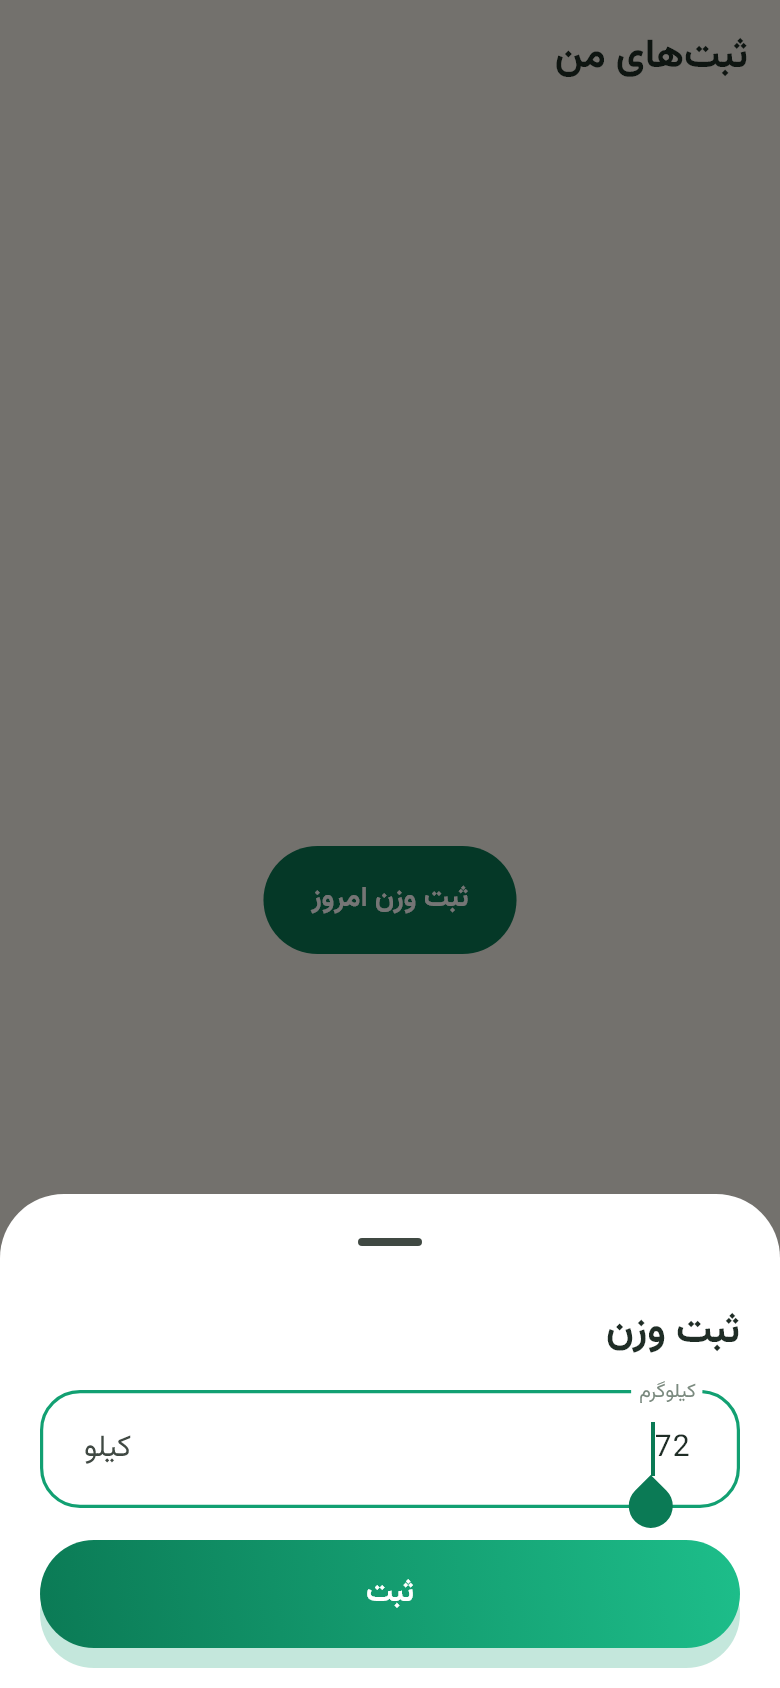 ثبت‌های من
ثبت وزن امروز
ثبت وزن
کیلوگرم
72
کیلو
ثبت